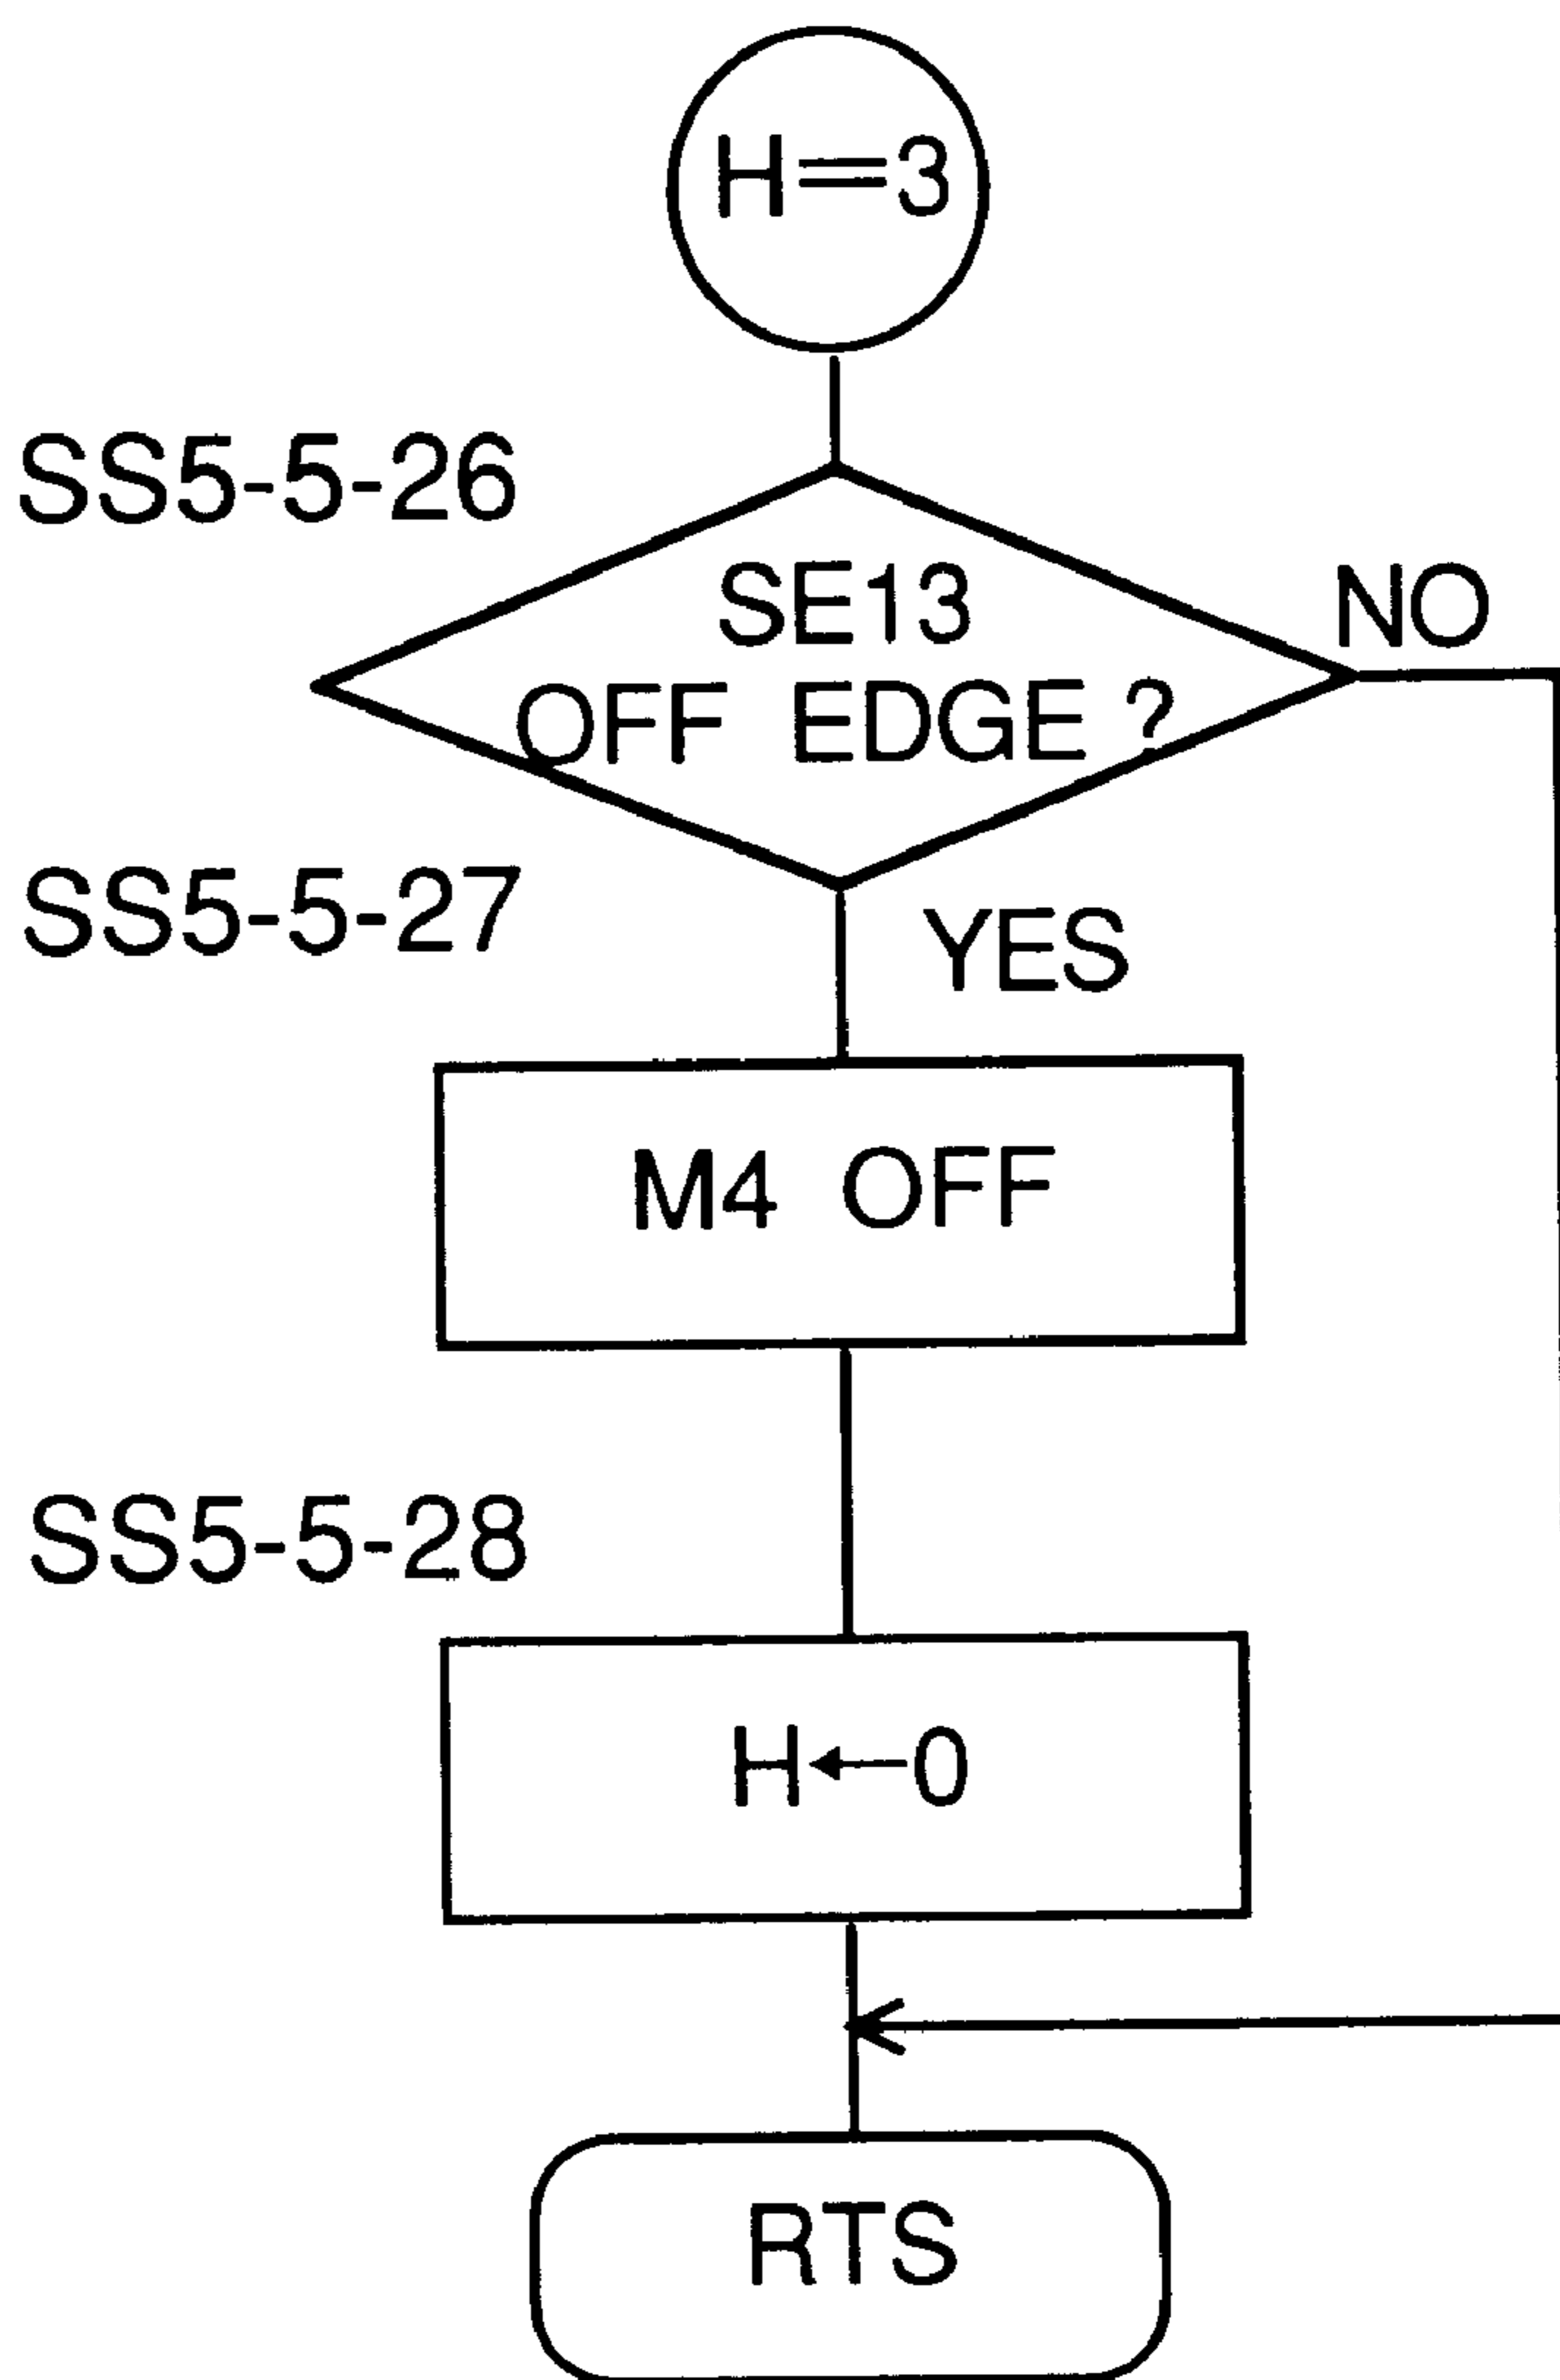 H=3
SS5-5-26
SE13
OFF EDGE ?
NO
SS5-5-27
YES
M4 OFF
SS5-5-28
H←0
RTS